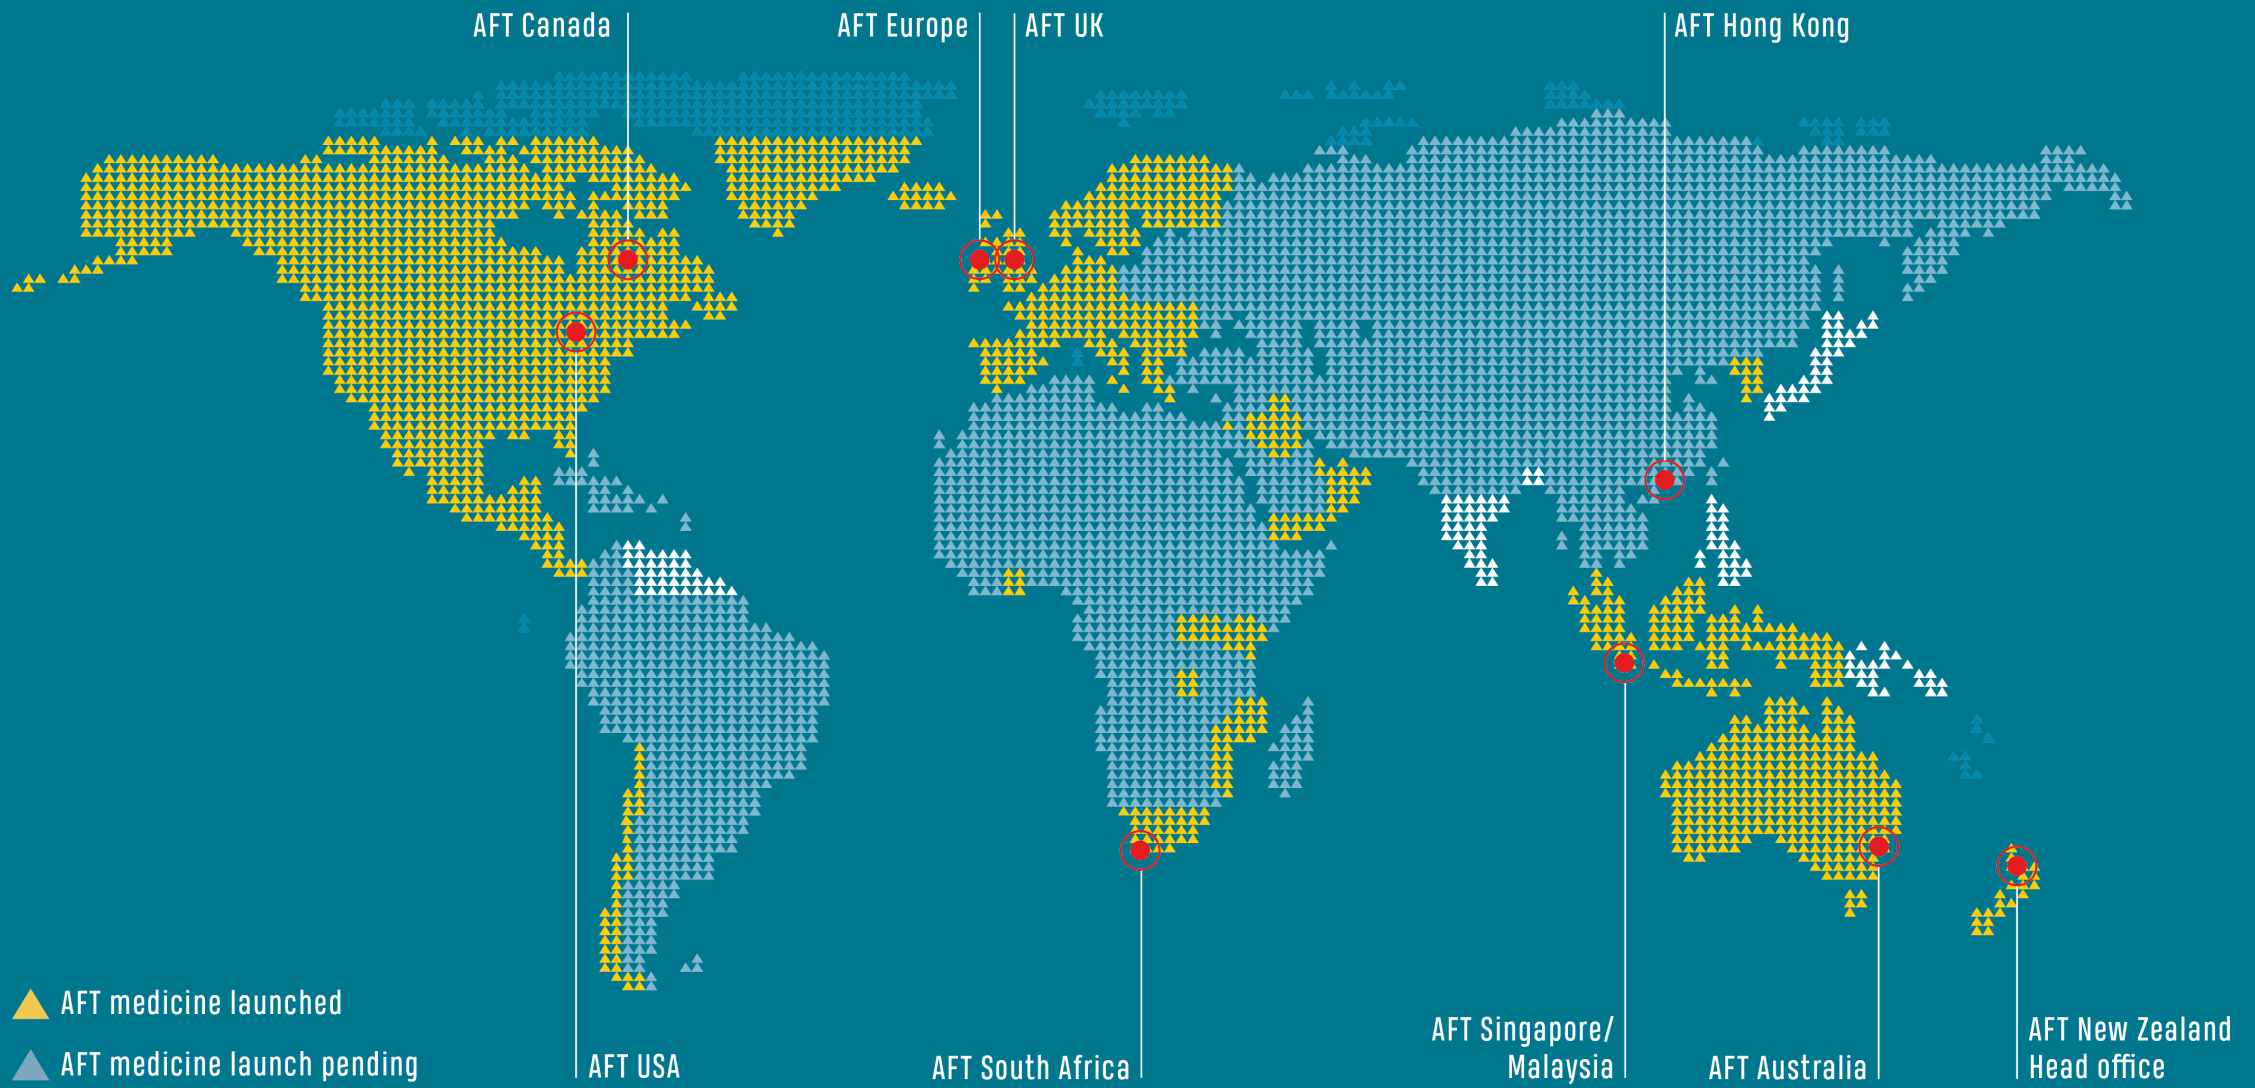 AFT Canada
AFT Europe
AFT UK
AFT Hong Kong
AFT medicine launched
AFT medicine launch pending
AFT USA
AFT South Africa
AFT Singapore/
Malaysia
AFT Australia
AFT New Zealand
Head office